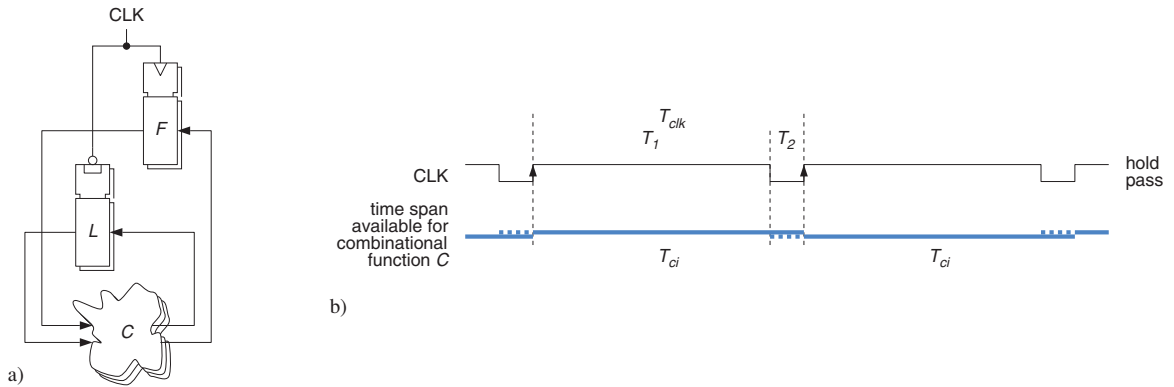 CLK
F
L
C
a)
T_clk
T_1
T_2
CLK
hold
pass
time span
available for
combinational
function C
T_ci
T_ci
b)